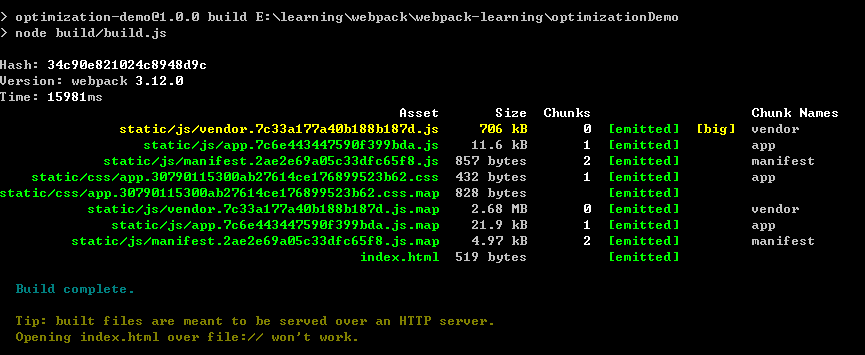 > optimization-demo@1.0.0 build E:\learning\webpack\webpack-learning\optimizationDemo
> node build/build.js
Hash: 34c90e821024c8948d9c
Version: webpack 3.12.0
Time: 15981ms
Asset Size Chunks Chunk Names
static/js/vendor.7c33a177a40b188b187d.js 706 kB 0 [emitted] [big] vendor
static/js/app.7c6e443447590f399bda.js 11.6 kB 1 [emitted] app
static/js/manifest.2ae2e69a05c33dfc65f8.js 857 bytes 2 [emitted] manifest
static/css/app.30790115300ab27614ce176899523b62.css 432 bytes 1 [emitted] app
static/css/app.30790115300ab27614ce176899523b62.css.map 828 bytes [emitted]
static/js/vendor.7c33a177a40b188b187d.js.map 2.68 MB 0 [emitted] vendor
static/js/app.7c6e443447590f399bda.js.map 21.9 kB 1 [emitted] app
static/js/manifest.2ae2e69a05c33dfc65f8.js.map 4.97 kB 2 [emitted] manifest
index.html 519 bytes [emitted]
Build complete.
Tip: built files are meant to be served over an HTTP server.
Opening index.html over file:// won't work.